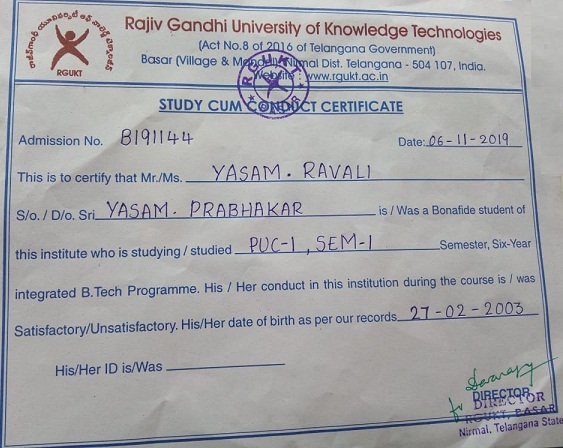 Rajiv Gandhi University of Knowledge Technologies
(Act No.8 of 2016 of Telangana Government)
Basar (Village & Mandal), Nirmal Dist. Telangana - 504 107, India.
Website : www.rgukt.ac.in
RGUKT
STUDY CUM CONDUCT CERTIFICATE
Admission No. B191144 Date: 06-11-2019
This is to certify that Mr./Ms. YASAM. RAVALI
S/o. / D/o. Sri YASAM. PRABHAKAR is / Was a Bonafide student of
this institute who is studying / studied PUC-1, SEM-1 Semester, Six-Year
integrated B.Tech Programme. His / Her conduct in this institution during the course is / was
Satisfactory/Unsatisfactory. His/Her date of birth as per our records 27-02-2003
His/Her ID is/Was
DIRECTOR
DIRECTOR
RGUKT, BASAR
Nirmal, Telangana State